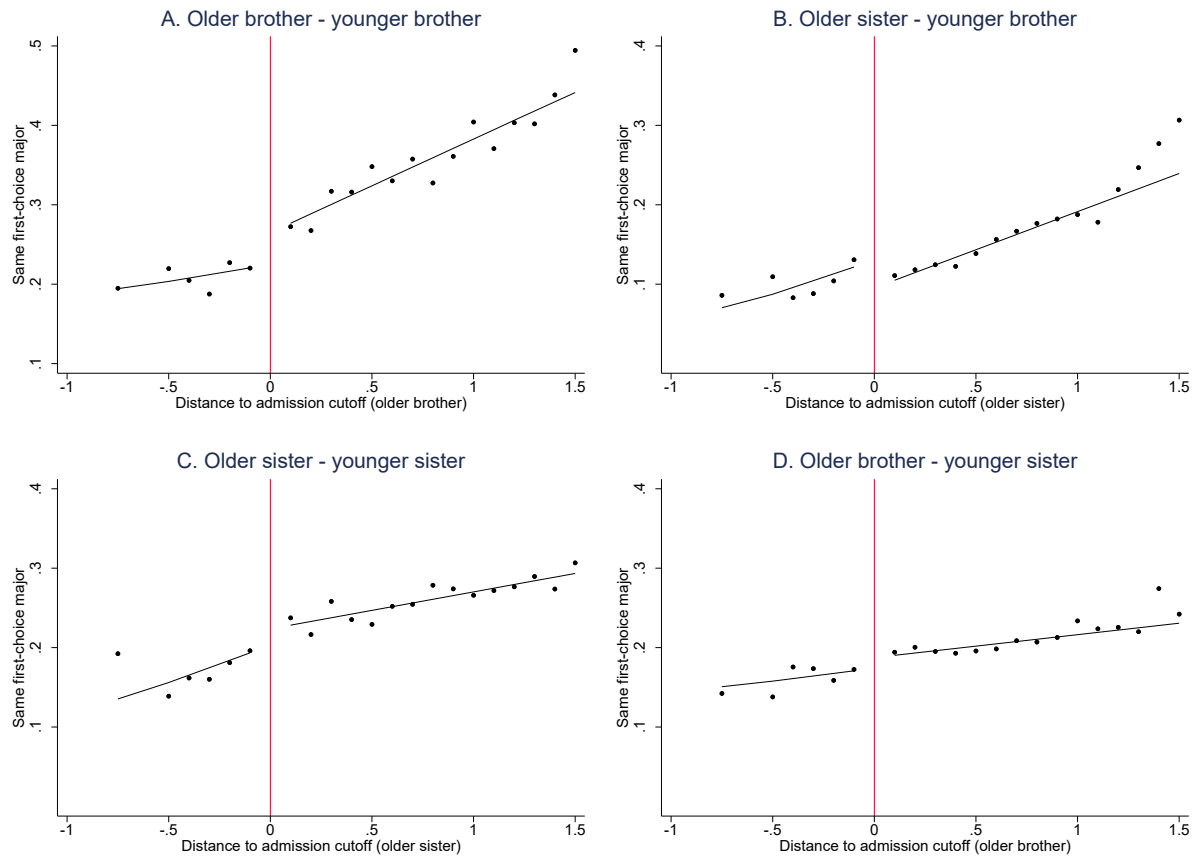 A. Older brother - younger brother
Same first-choice major
.5
.4
.3
.2
.1
-1 -.5 0 .5 1 1.5
Distance to admission cutoff (older brother)
B. Older sister - younger brother
Same first-choice major
.4
.3
.2
.1
-1 -.5 0 .5 1 1.5
Distance to admission cutoff (older sister)
C. Older sister - younger sister
Same first-choice major
.4
.3
.2
.1
-1 -.5 0 .5 1 1.5
Distance to admission cutoff (older sister)
D. Older brother - younger sister
Same first-choice major
.4
.3
.2
.1
-1 -.5 0 .5 1 1.5
Distance to admission cutoff (older brother)